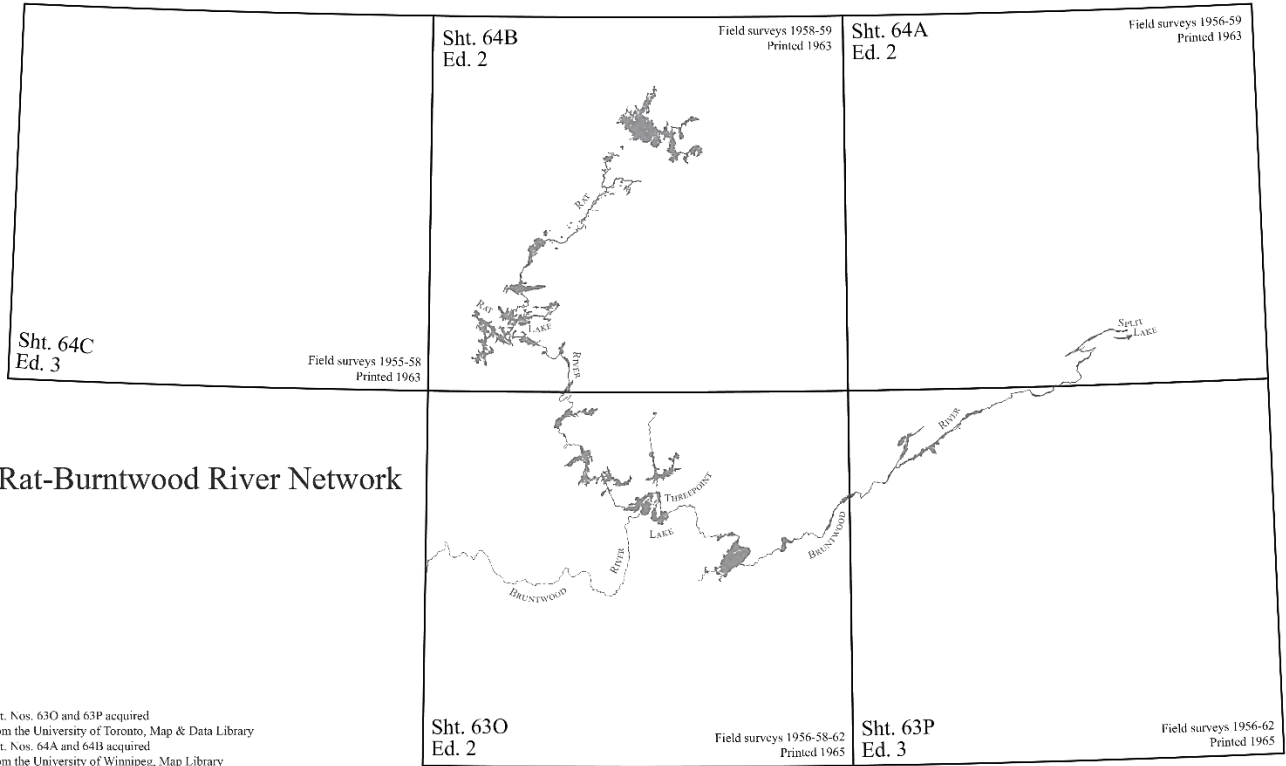 Sht. 64B
Ed. 2
Field surveys 1958-59
Printed 1963
Sht. 64A
Ed. 2
Field surveys 1956-59
Printed 1963
RAT
RAT
LAKE
RIVER
SPLIT
LAKE
Sht. 64C
Ed. 3
Field surveys 1955-58
Printed 1963
Rat-Burntwood River Network
RIVER
THREEPOINT
LAKE
RIVER
BRUNTWOOD
BRUNTWOOD
t. Nos. 63O and 63P acquired
om the University of Toronto, Map & Data Library
t. Nos. 64A and 64B acquired
om the University of Winnipeg, Map Library
Sht. 63O
Ed. 2
Field surveys 1956-58-62
Printed 1965
Sht. 63P
Ed. 3
Field surveys 1956-62
Printed 1965